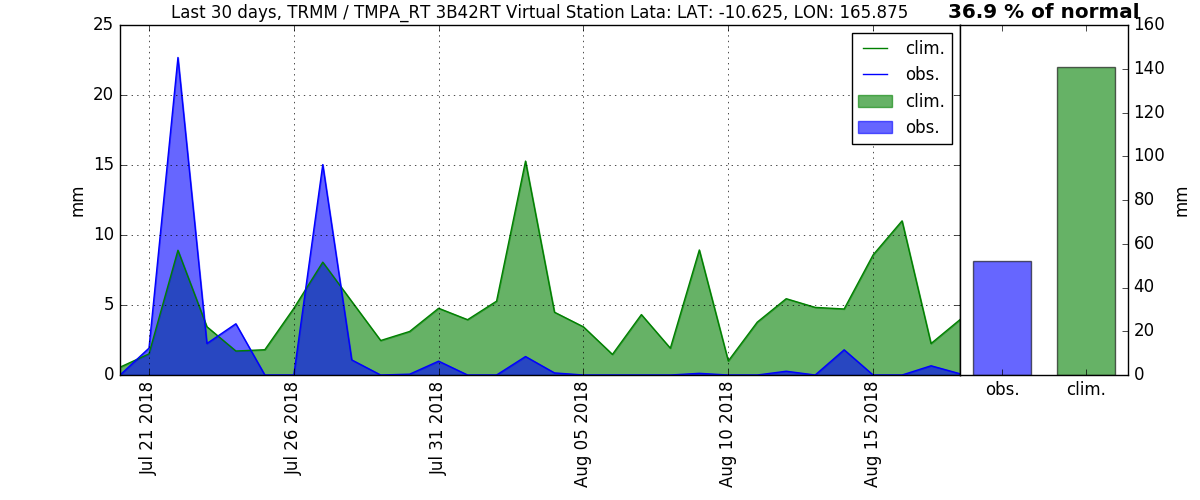 Last 30 days, TRMM / TMPA_RT 3B42RT Virtual Station Lata: LAT: -10.625, LON: 165.875
36.9 % of normal
25
20
15
10
5
0
mm
clim.
obs.
clim.
obs.
Jul 21 2018
Jul 26 2018
Jul 31 2018
Aug 05 2018
Aug 10 2018
Aug 15 2018
160
140
120
100
80
60
40
20
0
mm
obs.
clim.